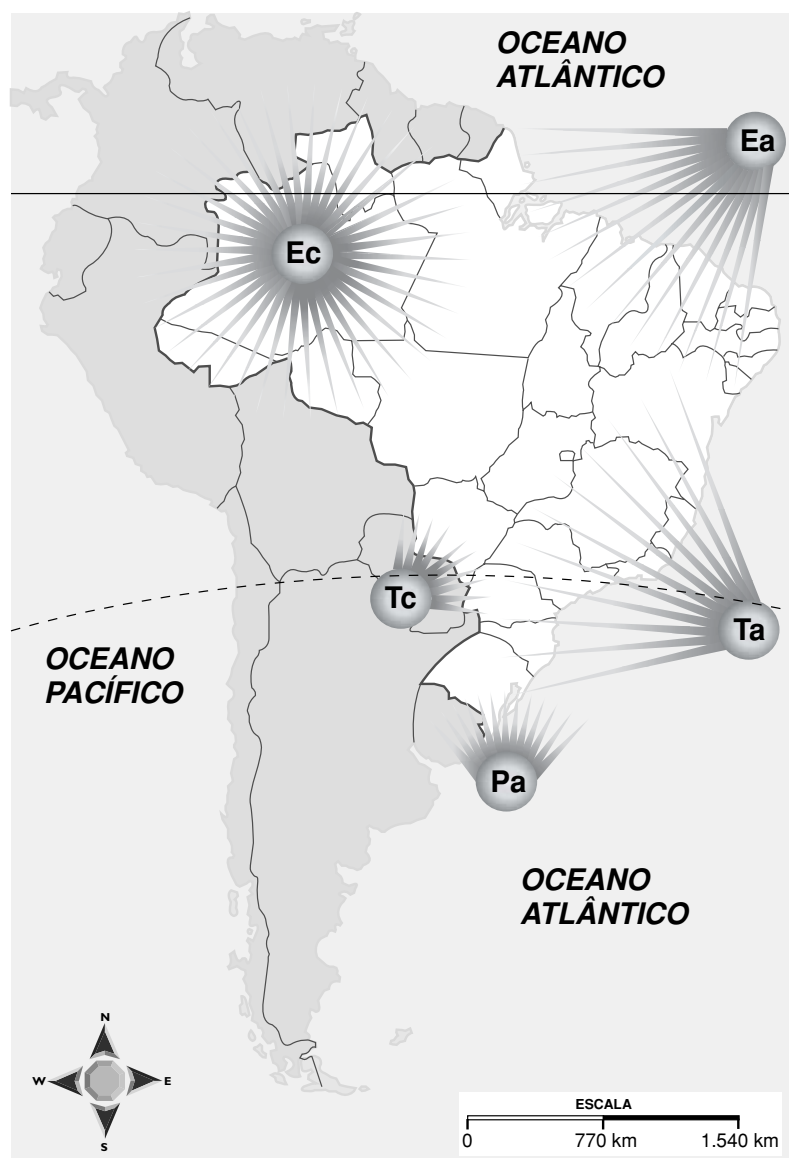 OCEANO
ATLÂNTICO
Ea
Ec
Tc
Ta
OCEANO
PACÍFICO
Pa
OCEANO
ATLÂNTICO
N
W
E
S
ESCALA
0 770 km 1.540 km